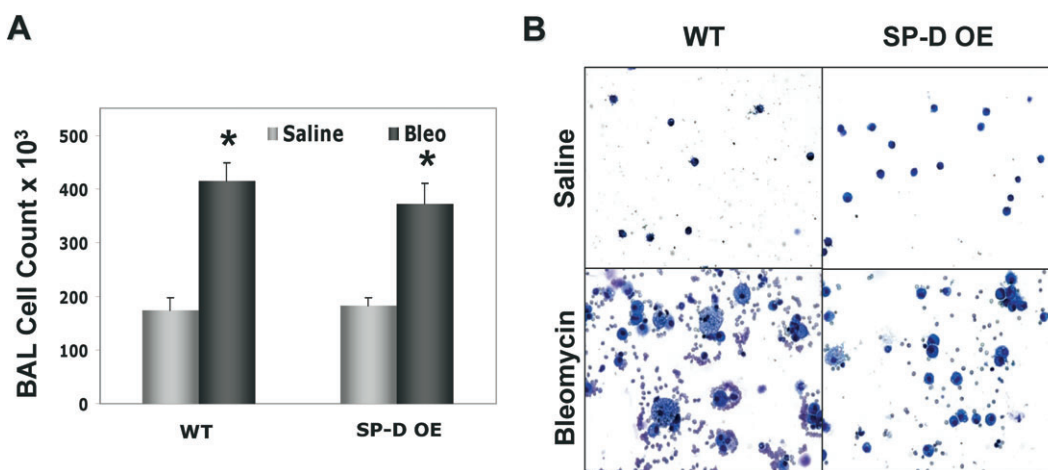 A
BAL Cell Count x 10³
500
400
300
200
100
0
Saline Bleo
*
*
WT SP-D OE
B
WT SP-D OE
Saline
Bleomycin